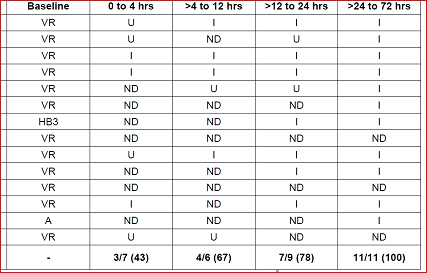 Baseline 0 to 4 hrs >4 to 12 hrs >12 to 24 hrs >24 to 72 hrs
VR U I I I
VR U ND U I
VR I I I I
VR I I I I
VR ND U U I
VR ND ND ND I
HB3 ND ND I I
VR ND ND ND ND
VR U I I I
VR ND ND I I
VR ND ND ND ND
VR I ND I I
A ND ND ND I
VR U U ND ND
- 3/7 (43) 4/6 (67) 7/9 (78) 11/11 (100)